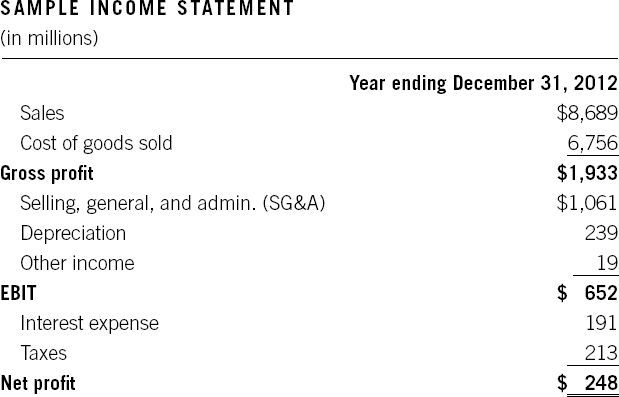 SAMPLE INCOME STATEMENT
(in millions)
Year ending December 31, 2012
Sales $8,689
Cost of goods sold 6,756
Gross profit $1,933
Selling, general, and admin. (SG&A) $1,061
Depreciation 239
Other income 19
EBIT $ 652
Interest expense 191
Taxes 213
Net profit $ 248